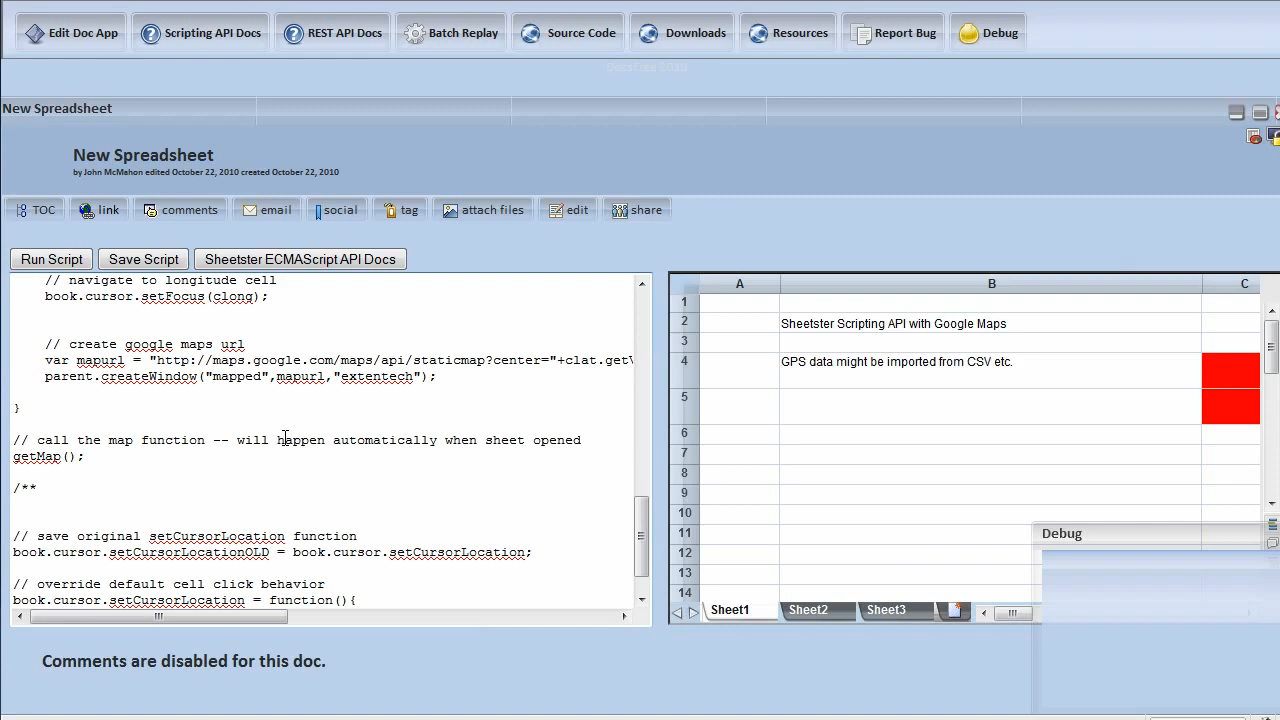 Edit Doc App Scripting API Docs REST API Docs Batch Replay Source Code Downloads Resources Report Bug Debug
New Spreadsheet
New Spreadsheet
by John McMahon edited October 22, 2010 created October 22, 2010
TOC link comments email social tag attach files edit share
Run Script Save Script Sheetster ECMAScript API Docs
// navigate to longitude cell
book.cursor.setFocus(clong);
// create google maps url
var mapurl = "http://maps.google.com/maps/api/staticmap?center="+clat.get
parent.createWindow("mapped",mapurl,"extentech");
}
// call the map function -- will happen automatically when sheet opened
getMap();
/**
// save original setCursorLocation function
book.cursor.setCursorLocationOLD = book.cursor.setCursorLocation;
// override default cell click behavior
book.cursor.setCursorLocation = function(){
A B C
1
2 Sheetster Scripting API with Google Maps
3
4 GPS data might be imported from CSV etc.
5
6
7
8
9
10
11
12
13
14
Sheet1 Sheet2 Sheet3
Debug
Comments are disabled for this doc.